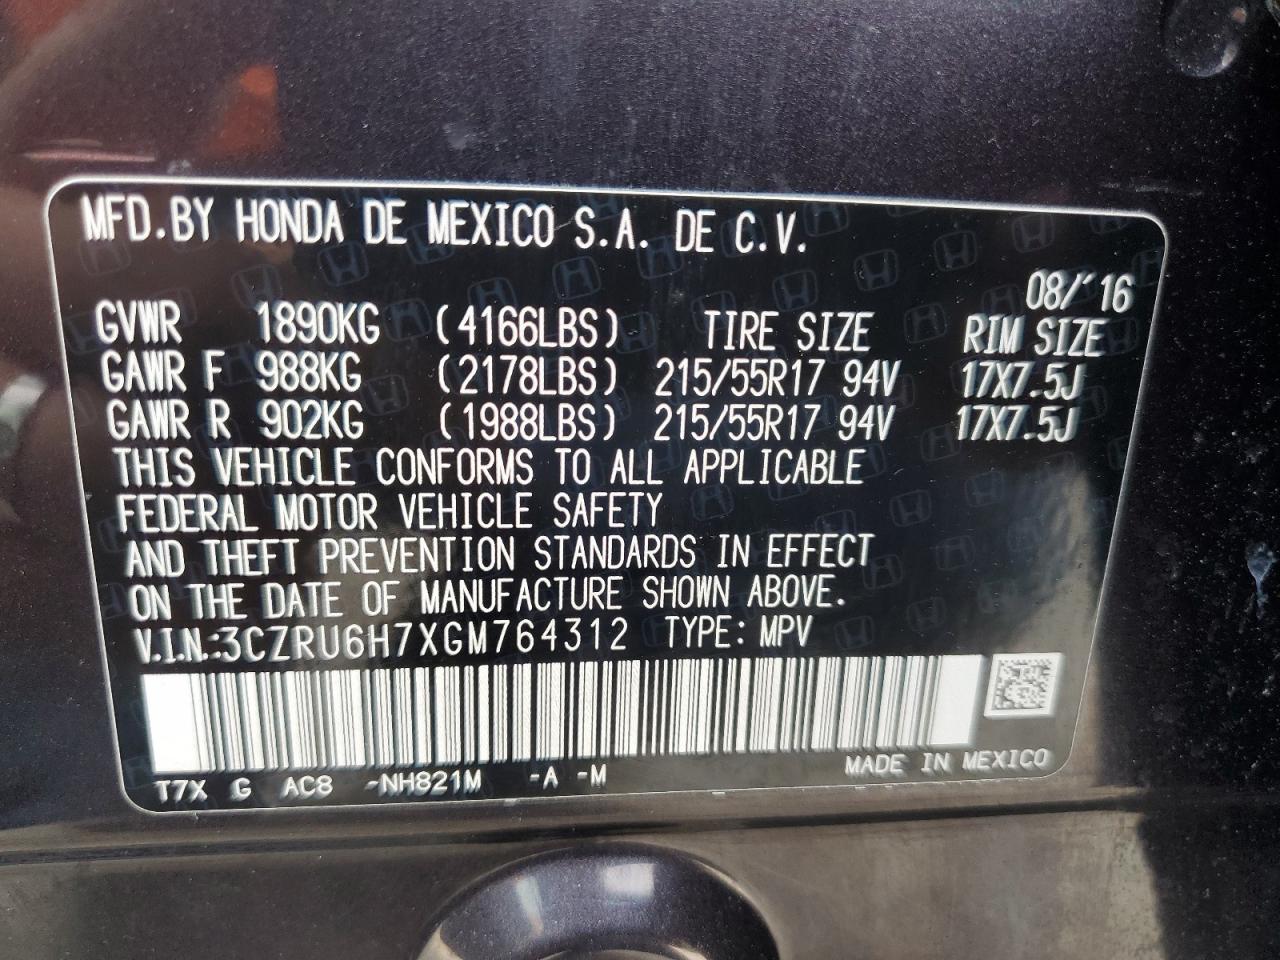 MFD.BY HONDA DE MEXICO S.A. DE C.V.
08/'16
GVWR 1890KG (4166LBS) TIRE SIZE RIM SIZE
GAWR F 988KG (2178LBS) 215/55R17 94V 17X7.5J
GAWR R 902KG (1988LBS) 215/55R17 94V 17X7.5J
THIS VEHICLE CONFORMS TO ALL APPLICABLE
FEDERAL MOTOR VEHICLE SAFETY
AND THEFT PREVENTION STANDARDS IN EFFECT
ON THE DATE OF MANUFACTURE SHOWN ABOVE.
V.I.N.:3CZRU6H7XGM764312 TYPE: MPV
MADE IN MEXICO
T7X G AC8 -NH821M -A -M